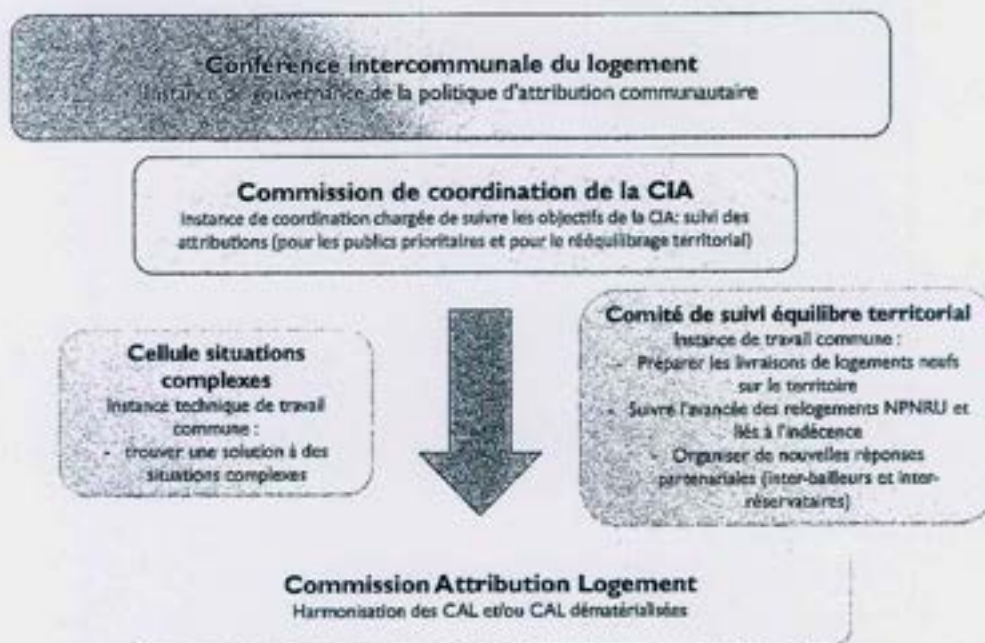 Conférence intercommunale du logement
Instance de gouvernance de la politique d'attribution communautaire
Commission de coordination de la CIA
Instance de coordination chargée de suivre les objectifs de la CIA: suivi des
attributions (pour les publics prioritaires et pour le rééquilibrage territorial)
Cellule situations
complexes
Instance technique de travail
commune :
- trouver une solution à des
situations complexes
Comité de suivi équilibre territorial
Instance de travail commune :
- Préparer les livraisons de logements neufs
sur le territoire
- Suivre l'avancée des relogements NPNRU et
liés à l'indécence
- Organiser de nouvelles réponses
partenariales (inter-bailleurs et inter-
réservataires)
Commission Attribution Logement
Harmonisation des CAL et/ou CAL dématérialisées